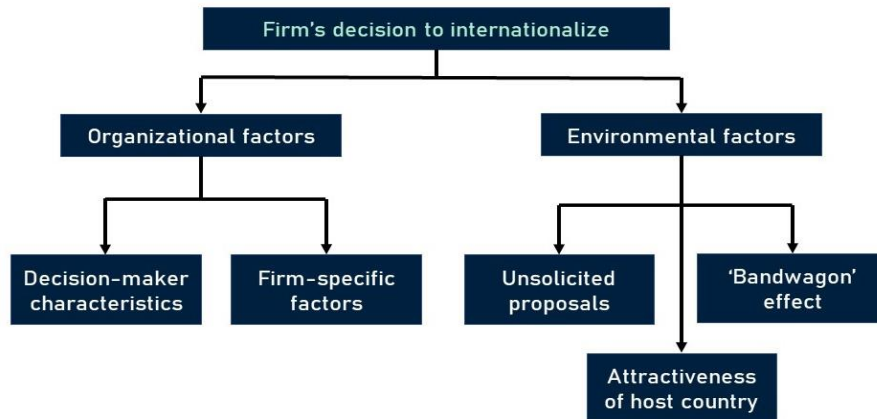 Firm's decision to internationalize
Organizational factors
Environmental factors
Decision-maker
characteristics
Firm-specific
factors
Unsolicited
proposals
‘Bandwagon’
effect
Attractiveness
of host country